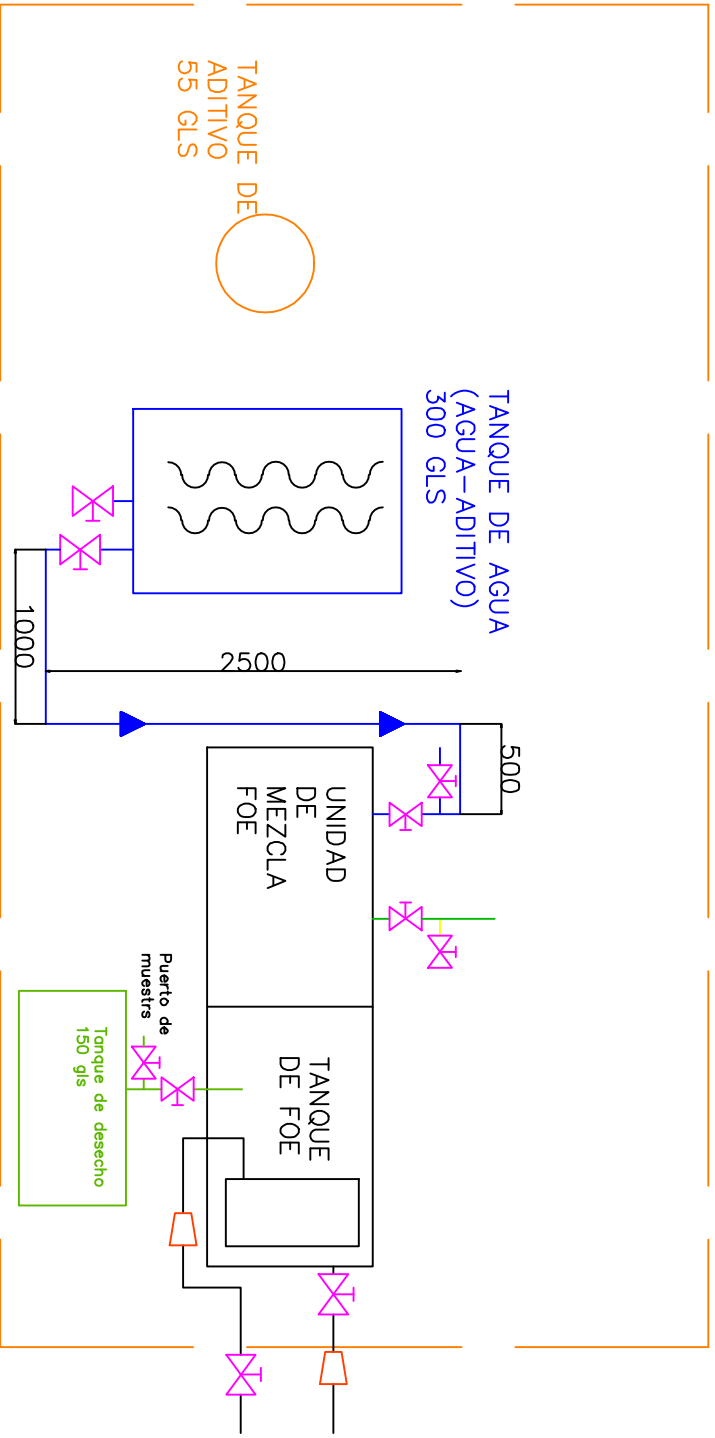 TANQUE DE
ADITIVO
55 GLS
TANQUE DE AGUA
(AGUA-ADITIVO)
300 GLS
1000
2500
500
UNIDAD
DE
MEZCLA
FOE
TANQUE
DE FOE
Puerto de
muestrs
Tanque de desecho
150 gls